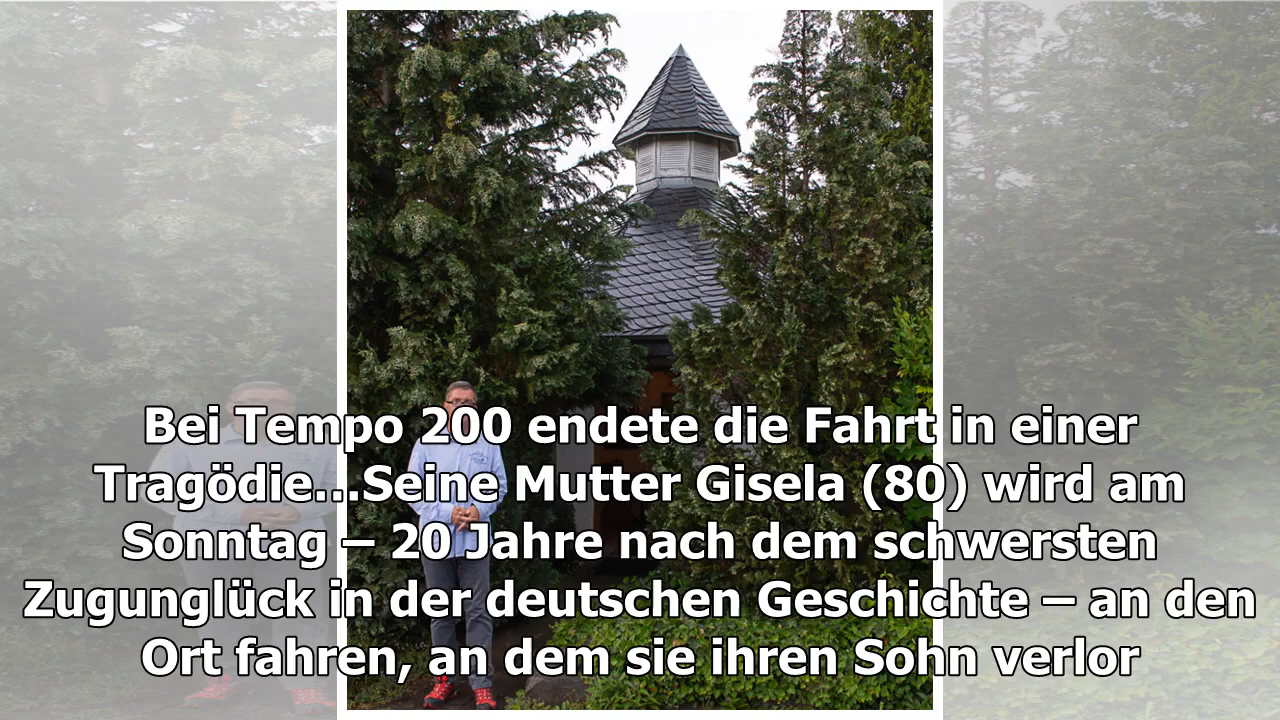 Bei Tempo 200 endete die Fahrt in einer
Tragödie...Seine Mutter Gisela (80) wird am
Sonntag – 20 Jahre nach dem schwersten
Zugunglück in der deutschen Geschichte – an den
Ort fahren, an dem sie ihren Sohn verlor